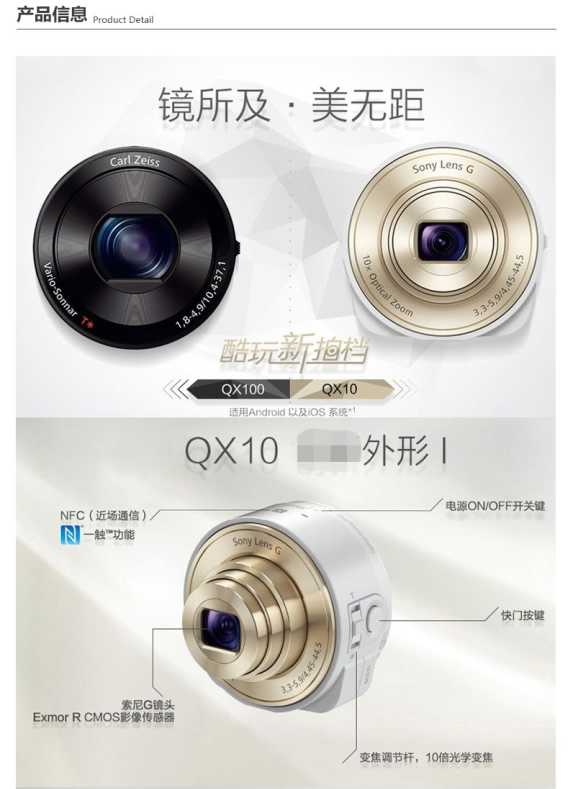 产品信息 Product Detail
镜所及·美无距
Carl Zeiss
Vario-Sonnar T*
1,8-4,9/10,4-37,1
Sony Lens G
10x Optical Zoom
3,3-5,9/4,45-44,5
酷玩新拍档
QX100 QX10
适用Android 以及iOS 系统*1
QX10 外形 I
NFC（近场通信）
一触™功能
电源ON/OFF开关键
Sony Lens G
3,3-5,9/4,45-44,5
快门按键
索尼G镜头
Exmor R CMOS影像传感器
变焦调节杆，10倍光学变焦